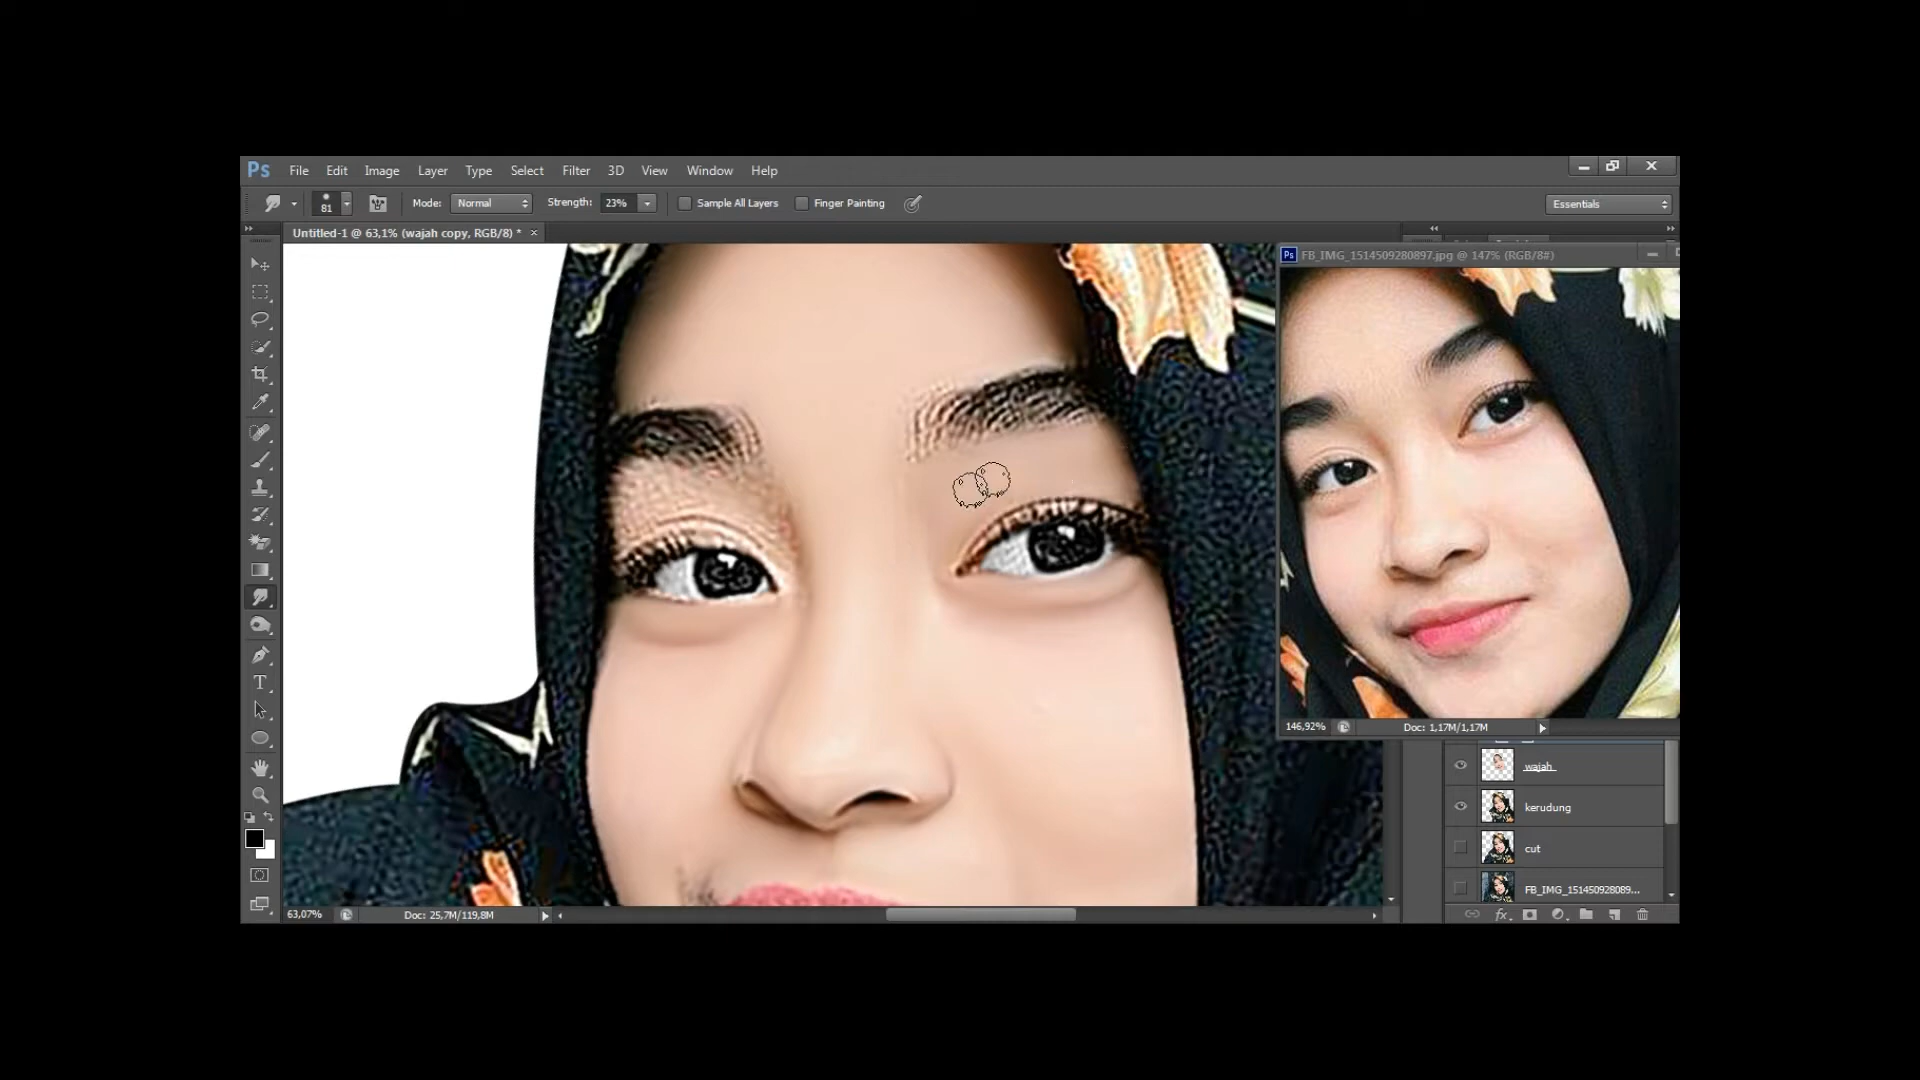 Ps File Edit Image Layer Type Select Filter 3D View Window Help
81 Mode: Normal Strength: 23% Sample All Layers Finger Painting Essentials
Untitled-1 @ 63,1% (wajah copy, RGB/8) * ×
Ps FB_IMG_1514509280897.jpg @ 147% (RGB/8#)
146,92% Doc: 1,17M/1,17M
wajah
kerudung
cut
FB_IMG_151450928089...
63,07% Doc: 25,7M/119,8M
fx